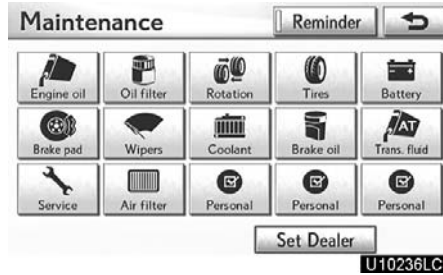 Maintenance Reminder
Engine oil Oil filter Rotation Tires Battery
Brake pad Wipers Coolant Brake oil Trans. fluid
AT
Service Air filter Personal Personal Personal
Set Dealer
U10236LC